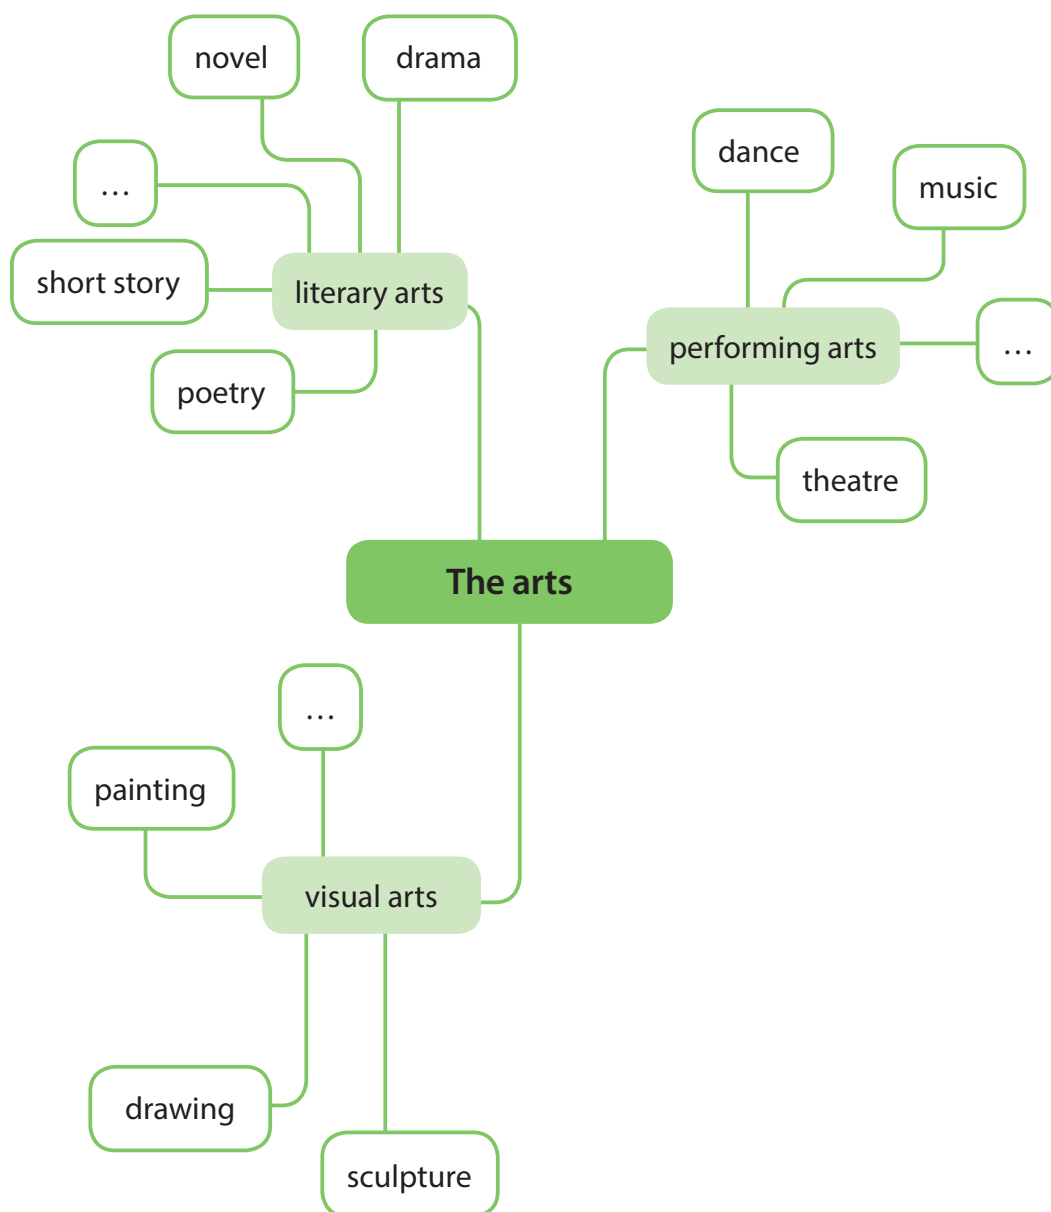 novel
drama
…
short story
literary arts
poetry
dance
music
performing arts
…
theatre
The arts
…
painting
visual arts
drawing
sculpture